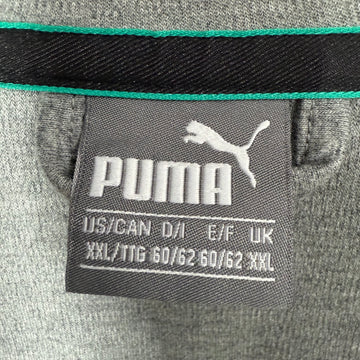 PUMA
US/CAN D/I E/F UK
XXL/TTG 60/62 60/62 XXL